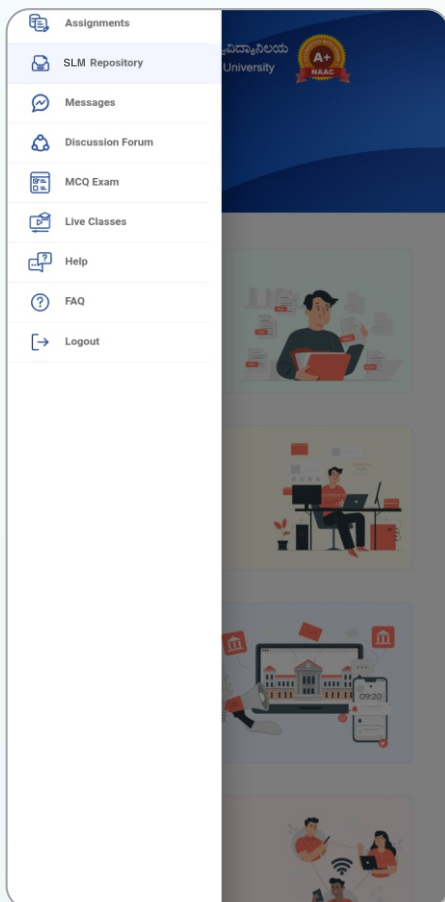 Assignments
ವಿದ್ಯಾನಿಲಯ
SLM Repository
University
A+
NAAC
Messages
Discussion Forum
MCQ Exam
Live Classes
Help
FAQ
Logout
09:20